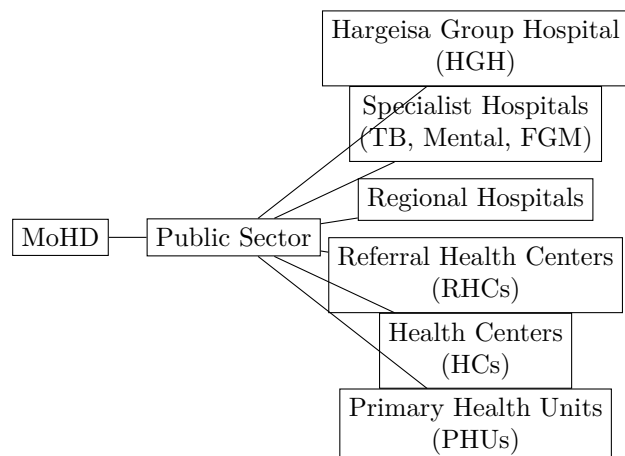 Hargeisa Group Hospital
(HGH)
Specialist Hospitals
(TB, Mental, FGM)
Regional Hospitals
MoHD
Public Sector
Referral Health Centers
(RHCs)
Health Centers
(HCs)
Primary Health Units
(PHUs)